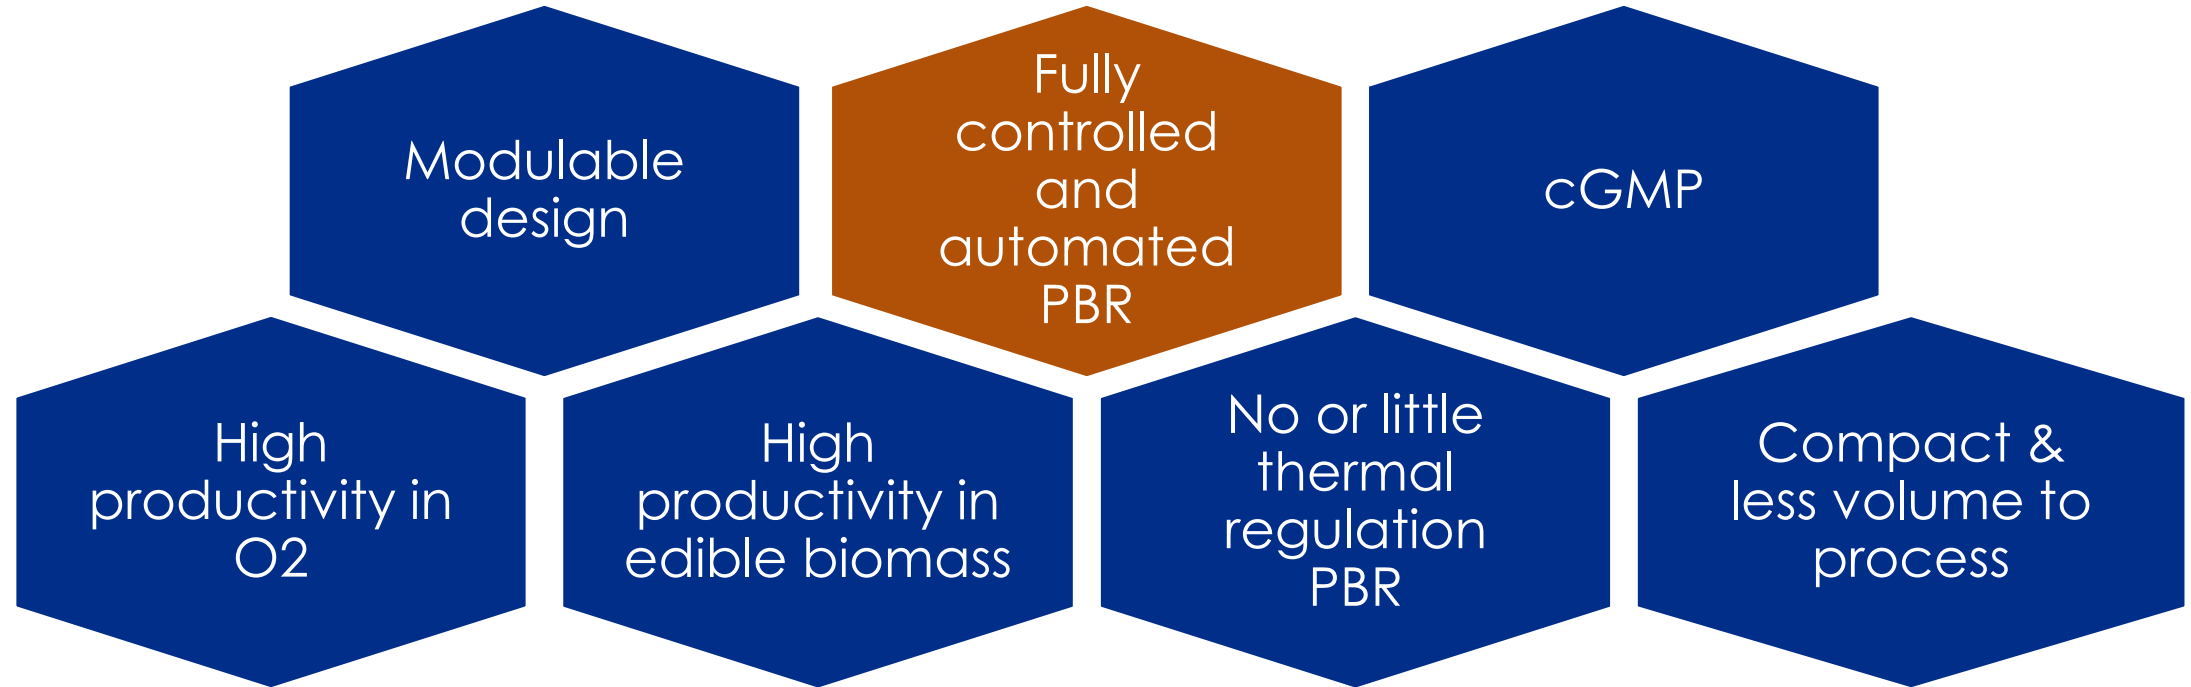 Modulable
design
Fully
controlled
and
automated
PBR
cGMP
High
productivity in
O2
High
productivity in
edible biomass
No or little
thermal
regulation
PBR
Compact &
less volume to
process